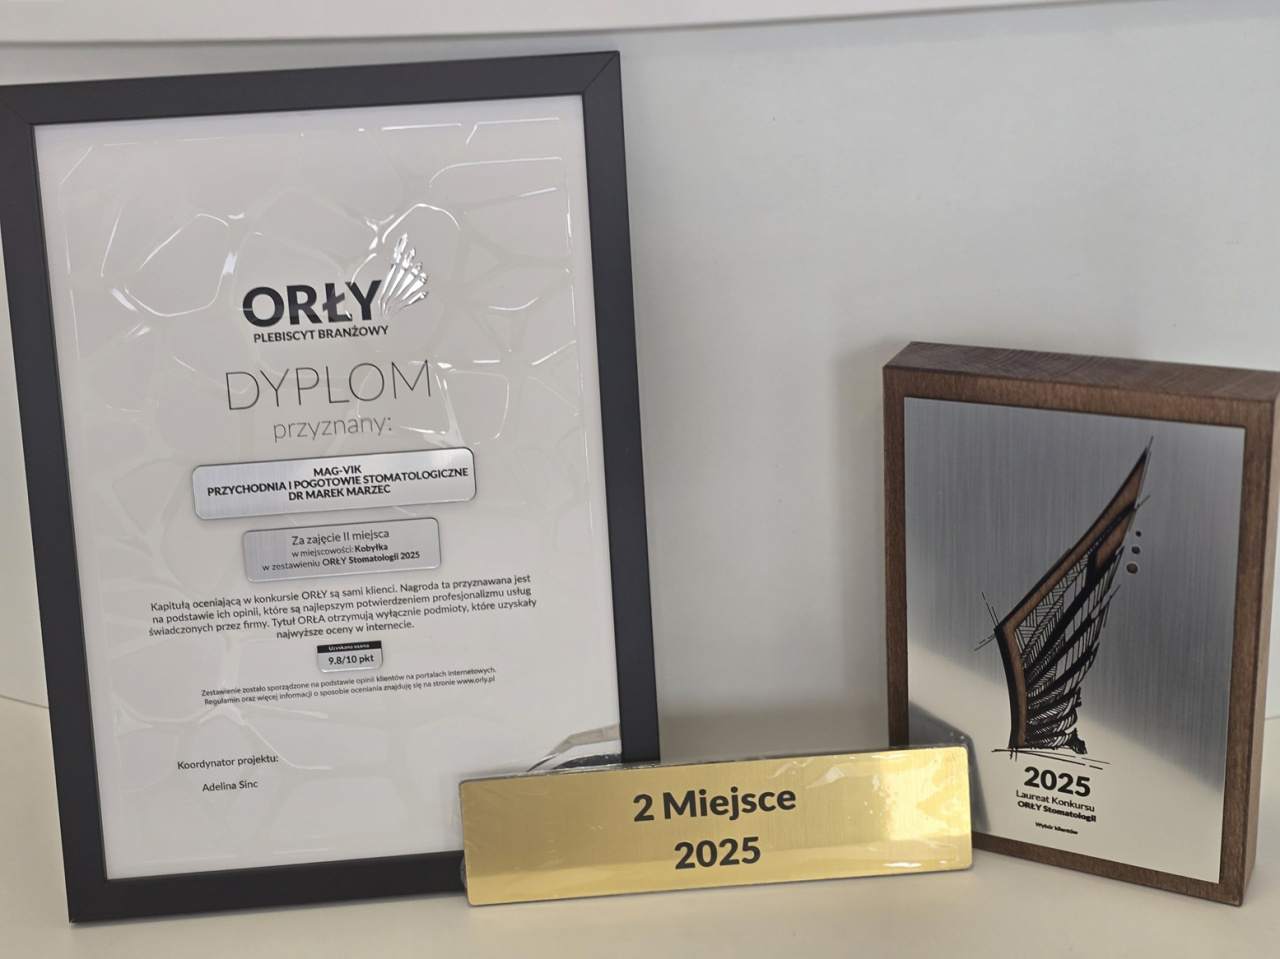 ORŁY
PLEBISCYT BRANŻOWY
DYPLOM
przyznany:
MAG-VIK
PRZYCHODNIA I POGOTOWIE STOMATOLOGICZNE
DR MAREK MARZEC
Za zajęcie II miejsca
w miejscowości: Kobyłka
w zestawieniu ORŁY Stomatologii 2025
Kapitułą oceniającą w konkursie ORŁY są sami klienci. Nagroda ta przyznawana jest
na podstawie ich opinii, które są najlepszym potwierdzeniem profesjonalizmu usług
świadczonych przez firmy. Tytuł ORŁA otrzymują wyłącznie podmioty, które uzyskały
najwyższe oceny w internecie.
Uzyskana ocena
9.8/10 pkt
Zestawienie zostało sporządzone na podstawie opinii klientów na portalach internetowych.
Regulamin oraz więcej informacji o sposobie oceniania znajduję się na stronie www.orly.pl
Koordynator projektu:
Adelina Sinc
2 Miejsce
2025
2025
Laureat Konkursu
ORŁY Stomatologii
Wybór klientów